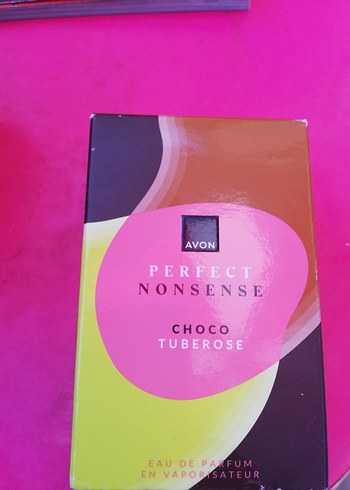 AVON
PERFECT
NONSENSE
CHOCO
TUBEROSE
EAU DE PARFUM
EN VAPORISATEUR